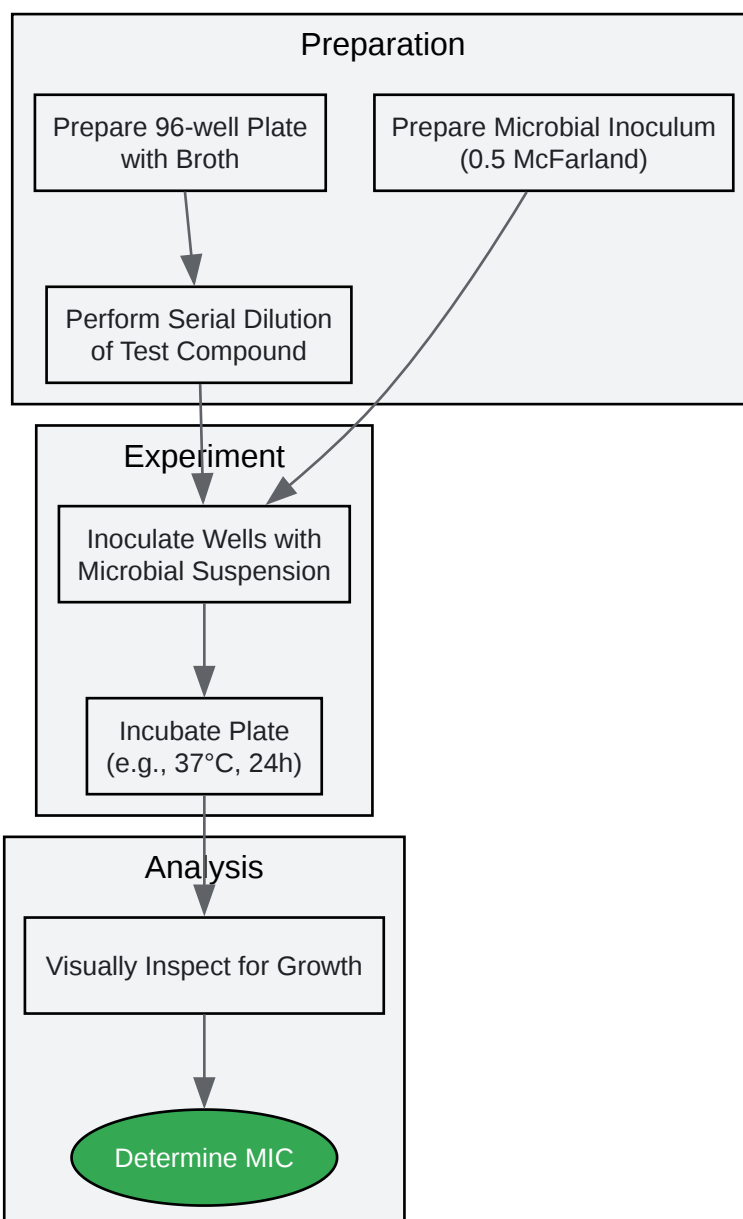 Preparation
Prepare 96-well Plate
with Broth
Prepare Microbial Inoculum
(0.5 McFarland)
Perform Serial Dilution
of Test Compound
Experiment
Inoculate Wells with
Microbial Suspension
Incubate Plate
(e.g., 37°C, 24h)
Analysis
Visually Inspect for Growth
Determine MIC